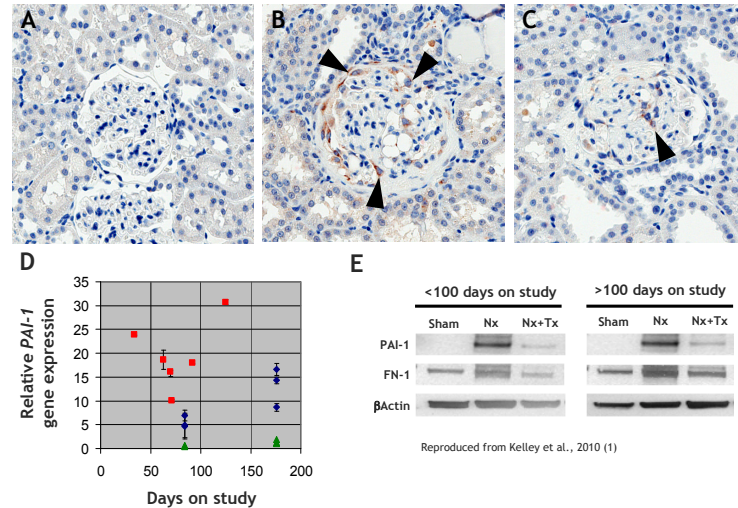 A
B
C
D
Relative PAI-1
gene expression
35
30
25
20
15
10
5
0
0 50 100 150 200
Days on study
E
<100 days on study >100 days on study
Sham Nx Nx+Tx Sham Nx Nx+Tx
PAI-1
FN-1
βActin
Reproduced from Kelley et al., 2010 (1)